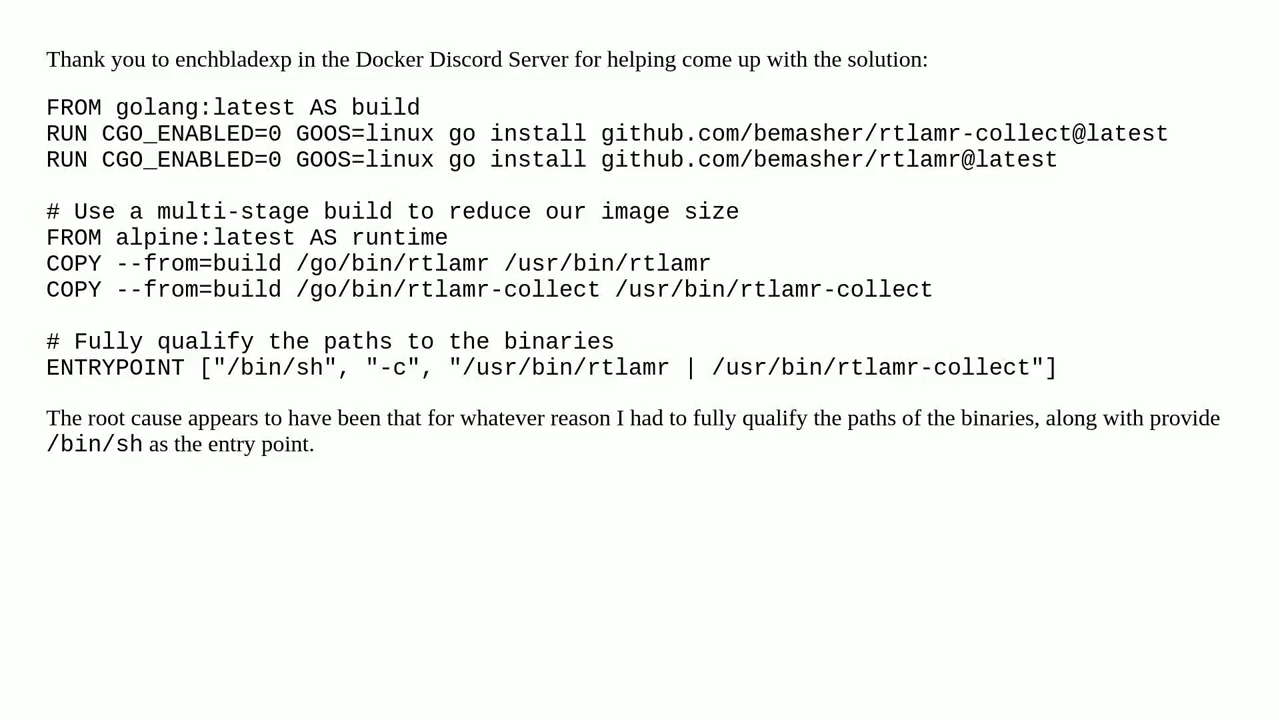 Thank you to enchbladexp in the Docker Discord Server for helping come up with the solution:
FROM golang:latest AS build
RUN CGO_ENABLED=0 GOOS=linux go install github.com/bemasher/rtlamr-collect@latest
RUN CGO_ENABLED=0 GOOS=linux go install github.com/bemasher/rtlamr@latest
# Use a multi-stage build to reduce our image size
FROM alpine:latest AS runtime
COPY --from=build /go/bin/rtlamr /usr/bin/rtlamr
COPY --from=build /go/bin/rtlamr-collect /usr/bin/rtlamr-collect
# Fully qualify the paths to the binaries
ENTRYPOINT ["/bin/sh", "-c", "/usr/bin/rtlamr | /usr/bin/rtlamr-collect"]
The root cause appears to have been that for whatever reason I had to fully qualify the paths of the binaries, along with provide
/bin/sh as the entry point.